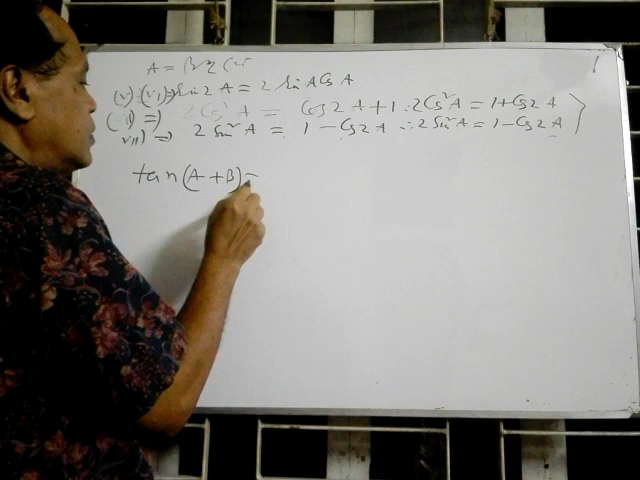 A = B
(v) (vi) ⇒ Sin 2A = 2 Sin A Cos A
(vi) ⇒ 2 Cos² A = Cos 2A + 1 ∴ 2 Cos² A = 1 + Cos 2A
vii) ⇒ 2 Sin² A = 1 - Cos 2A ∴ 2 Sin² A = 1 - Cos 2A
tan (A + B) =